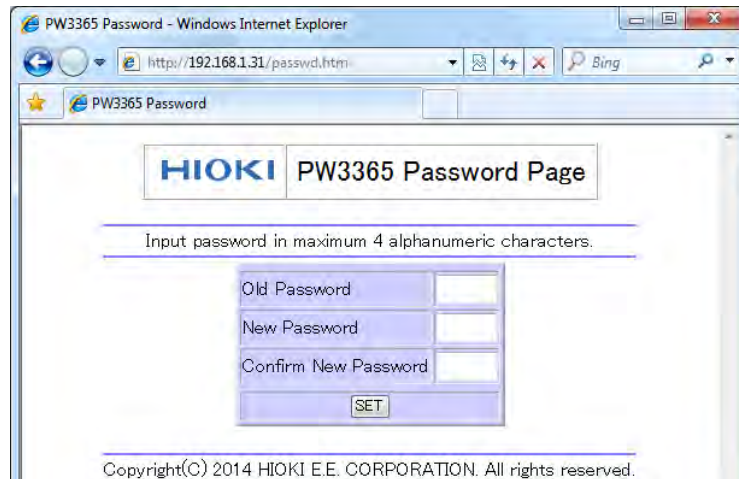 PW3365 Password - Windows Internet Explorer
http://192.168.1.31/passwd.htm
Bing
PW3365 Password
HIOKI PW3365 Password Page
Input password in maximum 4 alphanumeric characters.
Old Password
New Password
Confirm New Password
SET
Copyright(C) 2014 HIOKI E.E. CORPORATION. All rights reserved.